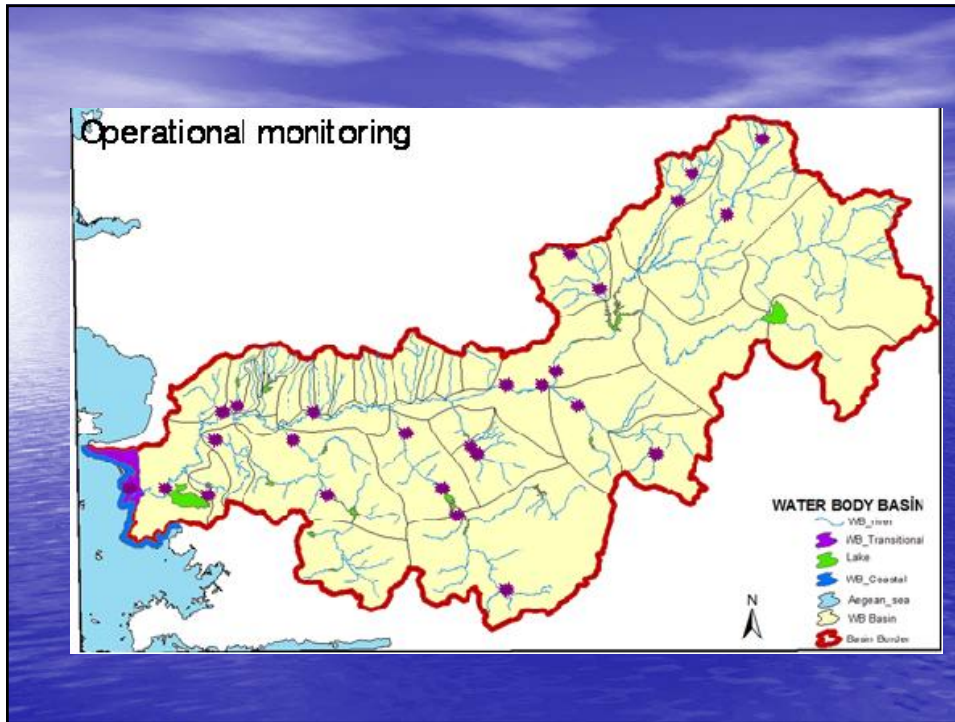 Operational monitoring
WATER BODY BASİN
WB_river
WB_Transitional
Lake
WB_Coastal
Aegean_sea
WB Basin
Basin Border
N